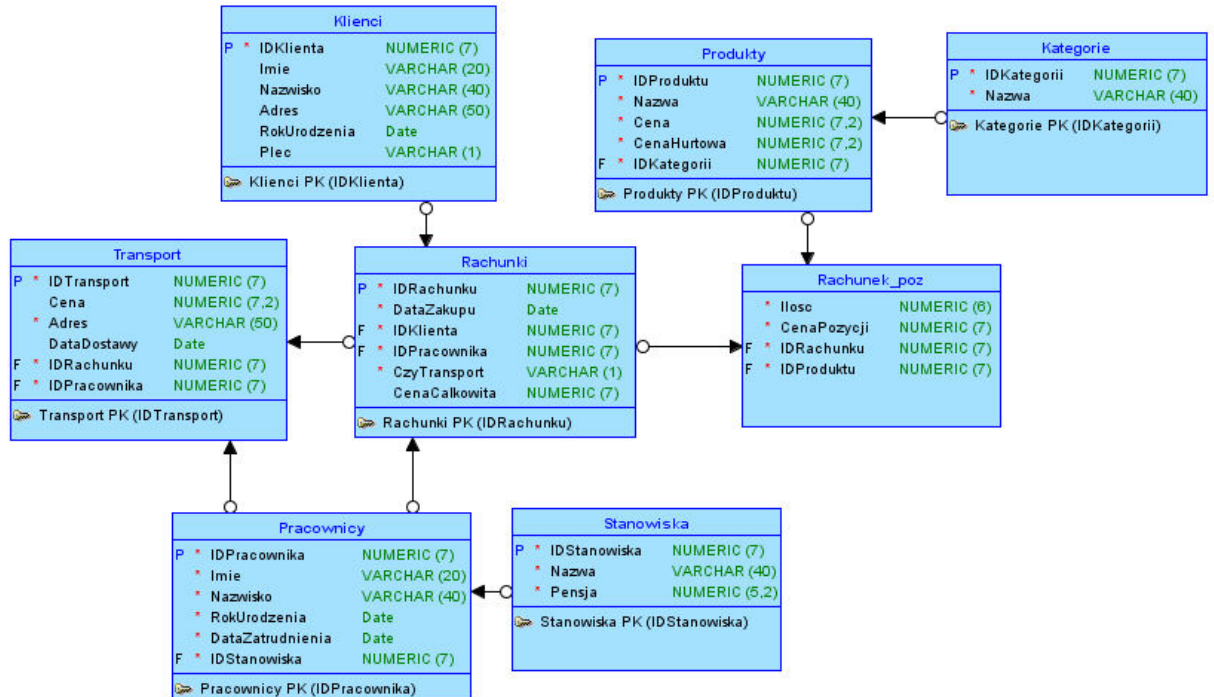 Klienci
P * IDKlienta NUMERIC (7)
Imie VARCHAR (20)
Nazwisko VARCHAR (40)
Adres VARCHAR (50)
RokUrodzenia Date
Plec VARCHAR (1)
Klienci PK (IDKlienta)
Produkty
P * IDProduktu NUMERIC (7)
* Nazwa VARCHAR (40)
* Cena NUMERIC (7,2)
* CenaHurtowa NUMERIC (7,2)
F * IDKategorii NUMERIC (7)
Produkty PK (IDProduktu)
Kategorie
P * IDKategorii NUMERIC (7)
* Nazwa VARCHAR (40)
Kategorie PK (IDKategorii)
Transport
P * IDTransport NUMERIC (7)
Cena NUMERIC (7,2)
* Adres VARCHAR (50)
DataDostawy Date
F * IDRachunku NUMERIC (7)
F * IDPracownika NUMERIC (7)
Transport PK (IDTransport)
Rachunki
P * IDRachunku NUMERIC (7)
* DataZakupu Date
F * IDKlienta NUMERIC (7)
F * IDPracownika NUMERIC (7)
* CzyTransport VARCHAR (1)
CenaCalkowita NUMERIC (7)
Rachunki PK (IDRachunku)
Rachunek_poz
* Ilosc NUMERIC (6)
* CenaPozycji NUMERIC (7)
F * IDRachunku NUMERIC (7)
F * IDProduktu NUMERIC (7)
Pracownicy
P * IDPracownika NUMERIC (7)
* Imie VARCHAR (20)
* Nazwisko VARCHAR (40)
* RokUrodzenia Date
* DataZatrudnienia Date
F * IDStanowiska NUMERIC (7)
Pracownicy PK (IDPracownika)
Stanowiska
P * IDStanowiska NUMERIC (7)
* Nazwa VARCHAR (40)
* Pensja NUMERIC (5,2)
Stanowiska PK (IDStanowiska)